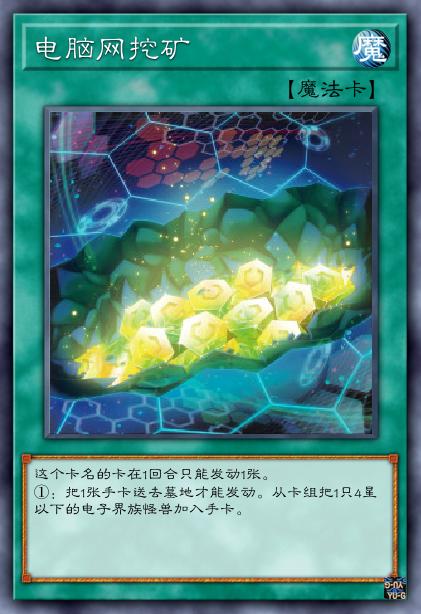 电脑网挖矿
魔
【魔法卡】
这个卡名的卡在1回合只能发动1张。
①：把1张手卡送去墓地才能发动。从卡组把1只4星
以下的电子界族怪兽加入手卡。